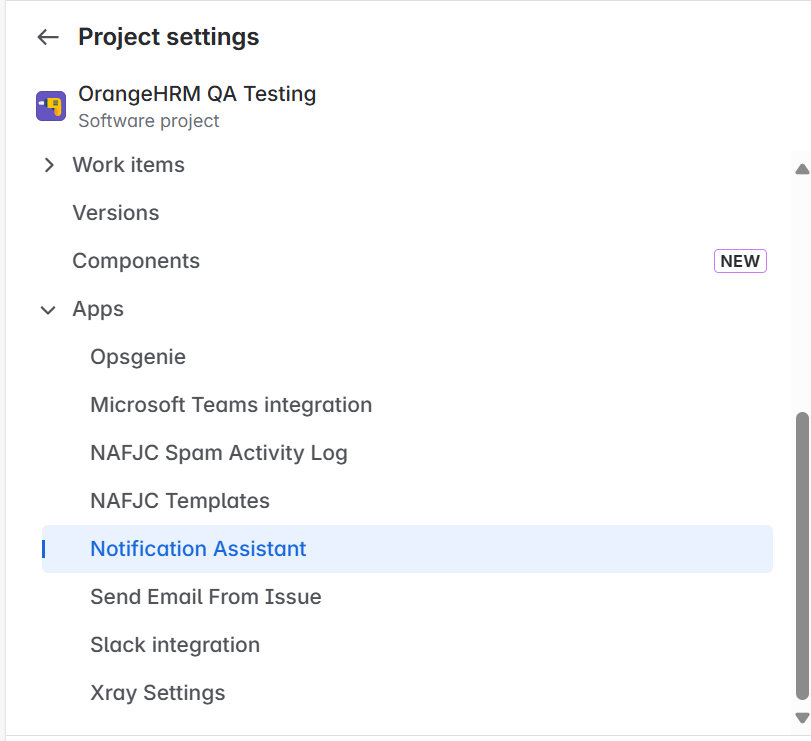 Project settings
OrangeHRM QA Testing
Software project
Work items
Versions
Components
NEW
Apps
Opsgenie
Microsoft Teams integration
NAFJC Spam Activity Log
NAFJC Templates
Notification Assistant
Send Email From Issue
Slack integration
Xray Settings